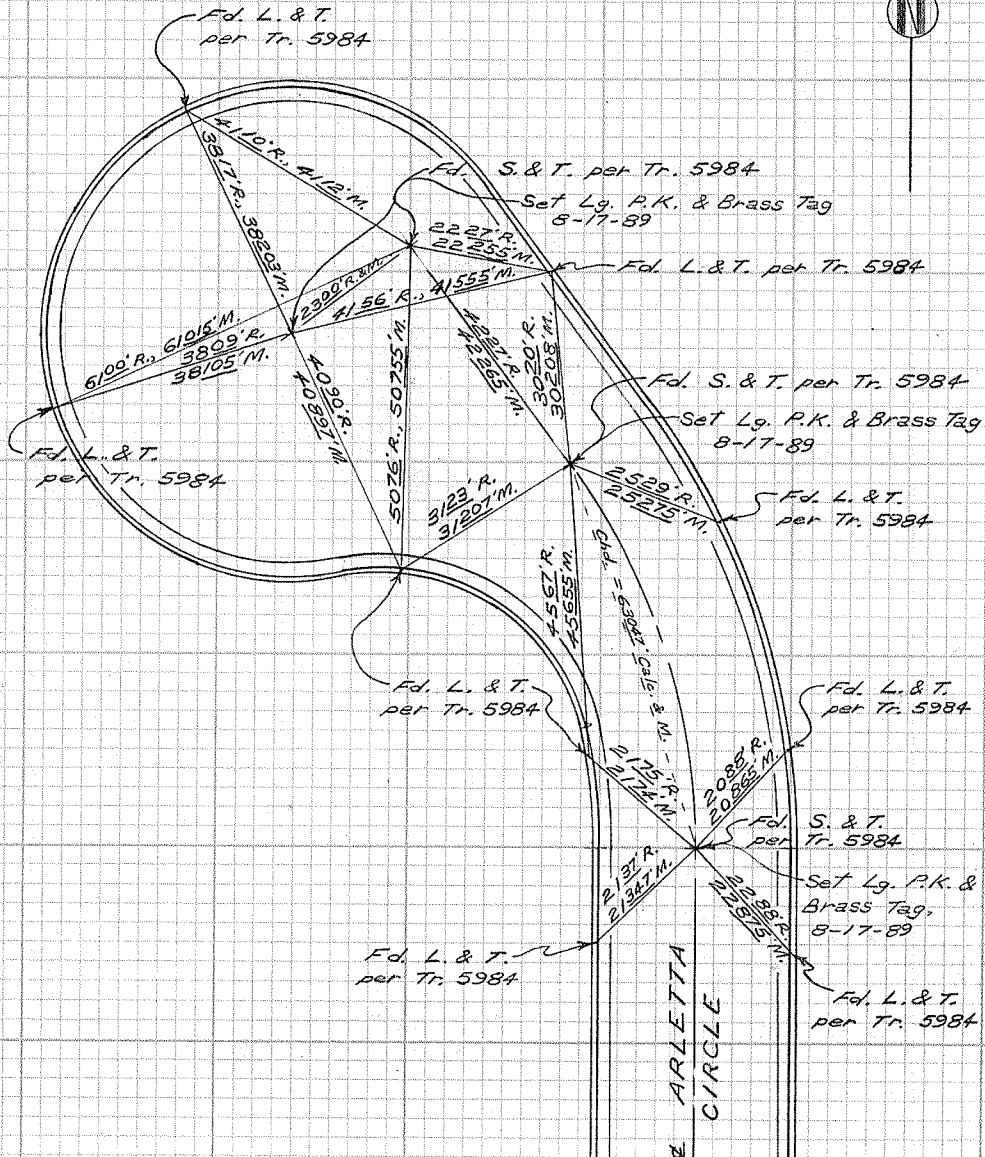 N
Fd. L. & T.
per Tr. 5984
41 10' R., 41 12' M.
38 17' R., 38 203' M.
Fd. S. & T. per Tr. 5984
Set Lg. P.K. & Brass Tag
8-17-89
22 27' R.
22 255' M.
Fd. L. & T. per Tr. 5984
23 90' R. & M.
41 56' R., 41 555' M.
61 00' R., 61 015' M.
38 09' R.
38 105' M.
42 27' R.
42 265' M.
30 20' R.
30 208' M.
40 90' R.
40 897' M.
50 76' R., 50 755' M.
Fd. S. & T. per Tr. 5984
Set Lg. P.K. & Brass Tag
8-17-89
Fd. L. & T.
per Tr. 5984
31 23' R.
31 207' M.
25 29' R.
25 275' M.
Fd. L. & T.
per Tr. 5984
45 67' R.
45 655' M.
Chd. = 63 047' Calc. & M.
Fd. L. & T.
per Tr. 5984
Fd. L. & T.
per Tr. 5984
21 75' R.
21 74' M.
20 88' R.
20 865' M.
Fd. S. & T.
per Tr. 5984
Set Lg. P.K. &
Brass Tag,
8-17-89
21 37' R.
21 347' M.
22 88' R.
22 875' M.
Fd. L. & T.
per Tr. 5984
Fd. L. & T.
per Tr. 5984
℄ ARLETTA
CIRCLE